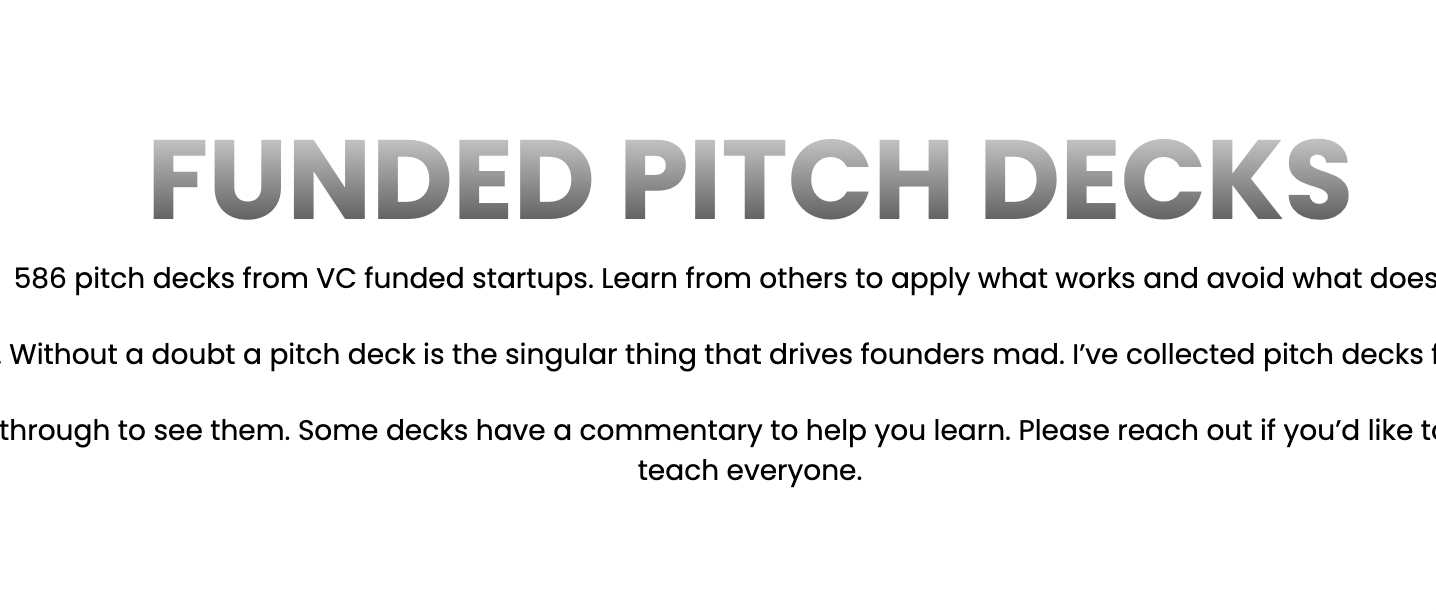 FUNDED PITCH DECKS
586 pitch decks from VC funded startups. Learn from others to apply what works and avoid what does
. Without a doubt a pitch deck is the singular thing that drives founders mad. I’ve collected pitch decks
through to see them. Some decks have a commentary to help you learn. Please reach out if you’d like
teach everyone.